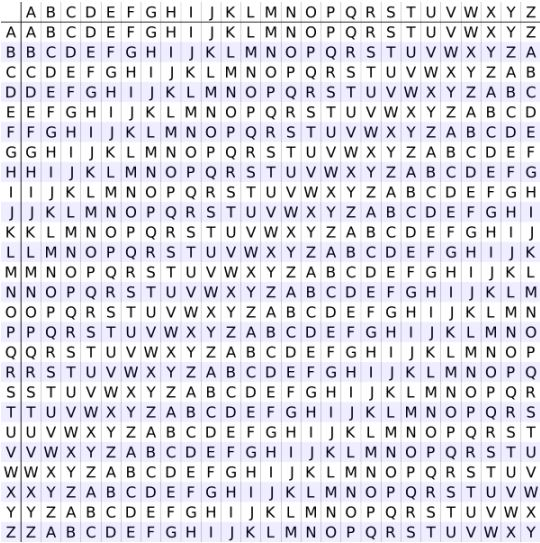 A B C D E F G H I J K L M N O P Q R S T U V W X Y Z
A A B C D E F G H I J K L M N O P Q R S T U V W X Y Z
B B C D E F G H I J K L M N O P Q R S T U V W X Y Z A
C C D E F G H I J K L M N O P Q R S T U V W X Y Z A B
D D E F G H I J K L M N O P Q R S T U V W X Y Z A B C
E E F G H I J K L M N O P Q R S T U V W X Y Z A B C D
F F G H I J K L M N O P Q R S T U V W X Y Z A B C D E
G G H I J K L M N O P Q R S T U V W X Y Z A B C D E F
H H I J K L M N O P Q R S T U V W X Y Z A B C D E F G
I I J K L M N O P Q R S T U V W X Y Z A B C D E F G H
J J K L M N O P Q R S T U V W X Y Z A B C D E F G H I
K K L M N O P Q R S T U V W X Y Z A B C D E F G H I J
L L M N O P Q R S T U V W X Y Z A B C D E F G H I J K
M M N O P Q R S T U V W X Y Z A B C D E F G H I J K L
N N O P Q R S T U V W X Y Z A B C D E F G H I J K L M
O O P Q R S T U V W X Y Z A B C D E F G H I J K L M N
P P Q R S T U V W X Y Z A B C D E F G H I J K L M N O
Q Q R S T U V W X Y Z A B C D E F G H I J K L M N O P
R R S T U V W X Y Z A B C D E F G H I J K L M N O P Q
S S T U V W X Y Z A B C D E F G H I J K L M N O P Q R
T T U V W X Y Z A B C D E F G H I J K L M N O P Q R S
U U V W X Y Z A B C D E F G H I J K L M N O P Q R S T
V V W X Y Z A B C D E F G H I J K L M N O P Q R S T U
W W X Y Z A B C D E F G H I J K L M N O P Q R S T U V
X X Y Z A B C D E F G H I J K L M N O P Q R S T U V W
Y Y Z A B C D E F G H I J K L M N O P Q R S T U V W X
Z Z A B C D E F G H I J K L M N O P Q R S T U V W X Y